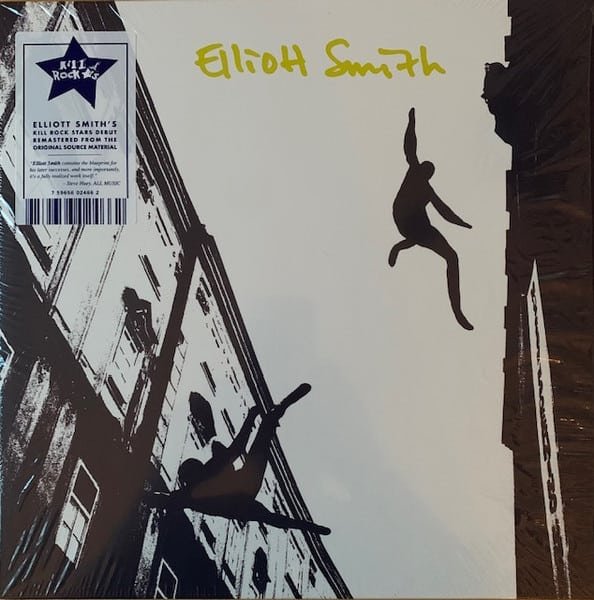 Elliott Smith
KILL
ROCK STARS
ELLIOTT SMITH'S
KILL ROCK STARS DEBUT
REMASTERED FROM THE
ORIGINAL SOURCE MATERIAL
"Elliott Smith contains the blueprint for
his later successes, and more importantly,
it's a fully realized work itself."
- Steve Huey, ALL MUSIC
7 59656 02466 2